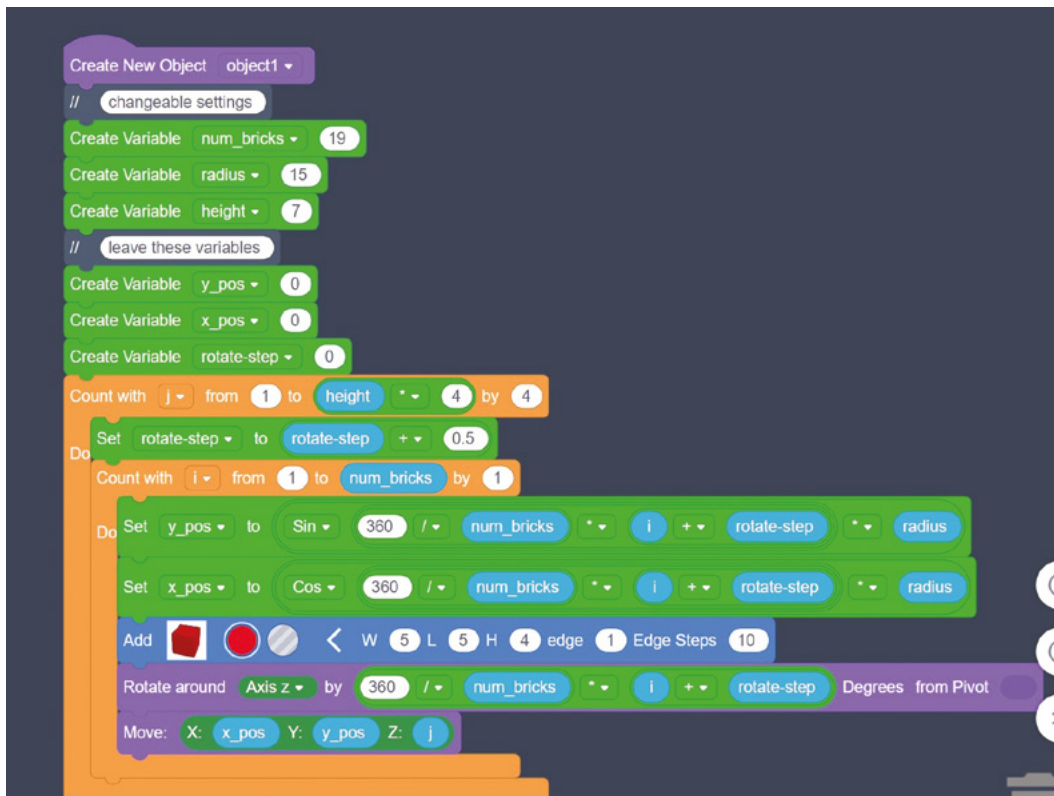 Create New Object object1
// changeable settings
Create Variable num_bricks 19
Create Variable radius 15
Create Variable height 7
// leave these variables
Create Variable y_pos 0
Create Variable x_pos 0
Create Variable rotate-step 0
Count with j from 1 to height * 4 by 4
Do
Set rotate-step to rotate-step + 0.5
Count with i from 1 to num_bricks by 1
Do
Set y_pos to Sin 360 / num_bricks * i + rotate-step * radius
Set x_pos to Cos 360 / num_bricks * i + rotate-step * radius
Add W 5 L 5 H 4 edge 1 Edge Steps 10
Rotate around Axis z by 360 / num_bricks * i + rotate-step Degrees from Pivot
Move: X: x_pos Y: y_pos Z: j